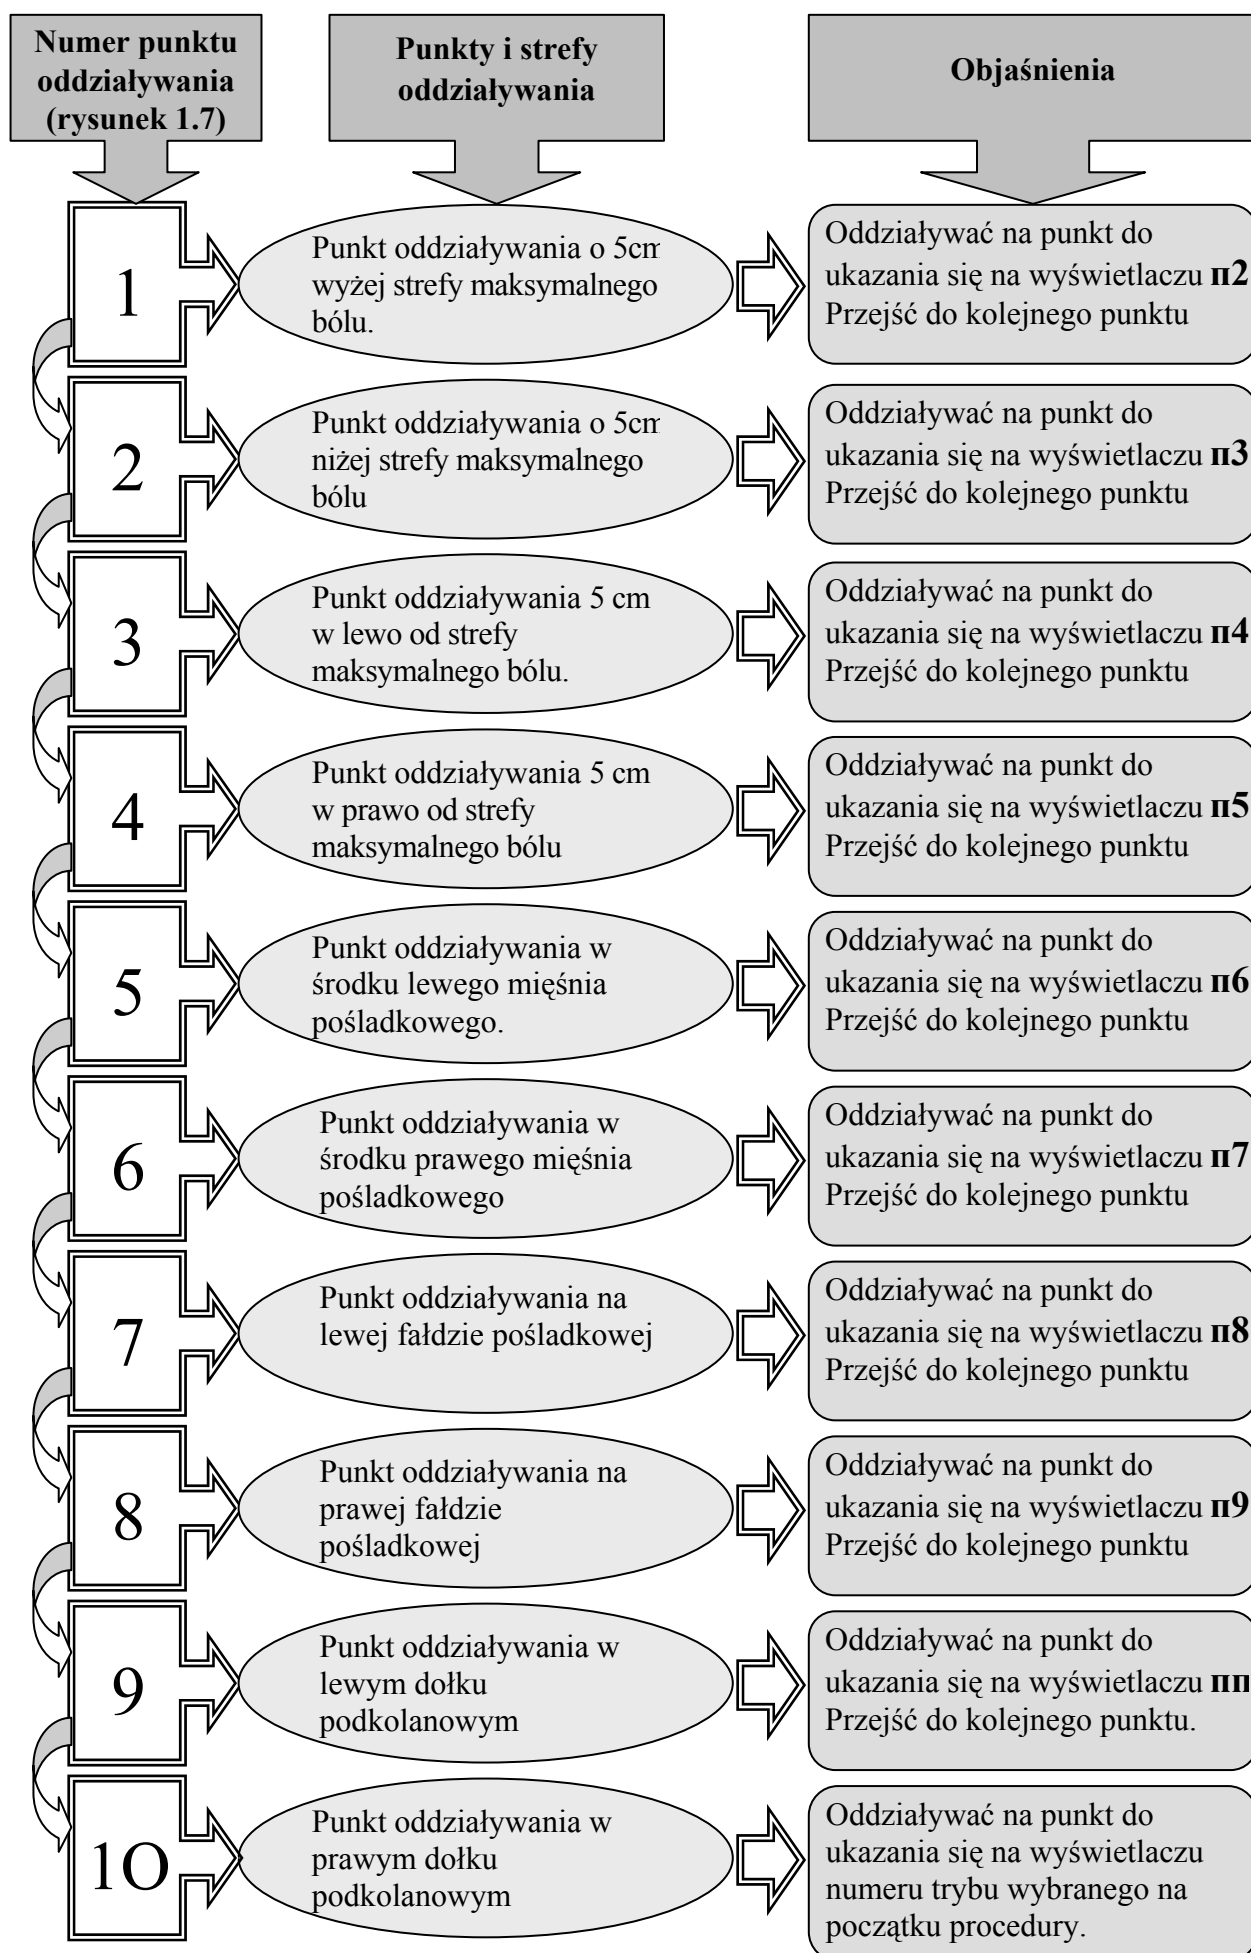 Numer punktu
oddziaływania
(rysunek 1.7)
Punkty i strefy
oddziaływania
Objaśnienia
1
Punkt oddziaływania o 5cm
wyżej strefy maksymalnego
bólu.
Oddziaływać na punkt do
ukazania się na wyświetlaczu п2
Przejść do kolejnego punktu
2
Punkt oddziaływania o 5cm
niżej strefy maksymalnego
bólu
Oddziaływać na punkt do
ukazania się na wyświetlaczu п3
Przejść do kolejnego punktu
3
Punkt oddziaływania 5 cm
w lewo od strefy
maksymalnego bólu.
Oddziaływać na punkt do
ukazania się na wyświetlaczu п4
Przejść do kolejnego punktu
4
Punkt oddziaływania 5 cm
w prawo od strefy
maksymalnego bólu
Oddziaływać na punkt do
ukazania się na wyświetlaczu п5
Przejść do kolejnego punktu
5
Punkt oddziaływania w
środku lewego mięśnia
pośladkowego.
Oddziaływać na punkt do
ukazania się na wyświetlaczu п6
Przejść do kolejnego punktu
6
Punkt oddziaływania w
środku prawego mięśnia
pośladkowego
Oddziaływać na punkt do
ukazania się na wyświetlaczu п7
Przejść do kolejnego punktu
7
Punkt oddziaływania na
lewej fałdzie pośladkowej
Oddziaływać na punkt do
ukazania się na wyświetlaczu п8
Przejść do kolejnego punktu
8
Punkt oddziaływania na
prawej fałdzie
pośladkowej
Oddziaływać na punkt do
ukazania się na wyświetlaczu п9
Przejść do kolejnego punktu
9
Punkt oddziaływania w
lewym dołku
podkolanowym
Oddziaływać na punkt do
ukazania się na wyświetlaczu пп
Przejść do kolejnego punktu.
1O
Punkt oddziaływania w
prawym dołku
podkolanowym
Oddziaływać na punkt do
ukazania się na wyświetlaczu
numeru trybu wybranego na
początku procedury.